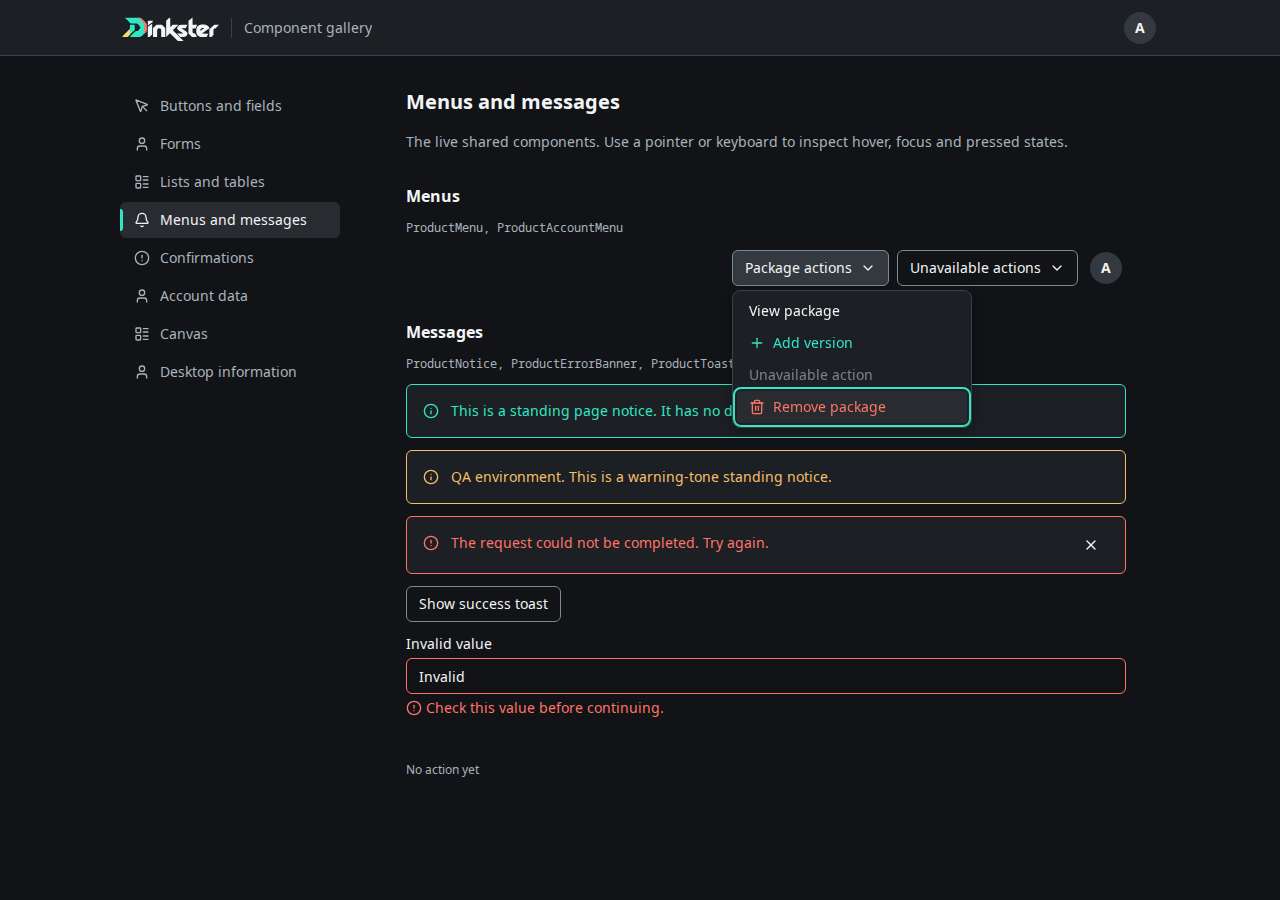 Dinkster
Component gallery
A
Buttons and fields
Forms
Lists and tables
Menus and messages
Confirmations
Account data
Canvas
Desktop information
Menus and messages
The live shared components. Use a pointer or keyboard to inspect hover, focus and pressed states.
Menus
ProductMenu, ProductAccountMenu
Package actions
Unavailable actions
A
View package
Add version
Unavailable action
Remove package
Messages
ProductNotice, ProductErrorBanner, ProductToast
This is a standing page notice. It has no d
QA environment. This is a warning-tone standing notice.
The request could not be completed. Try again.
Show success toast
Invalid value
Invalid
Check this value before continuing.
No action yet